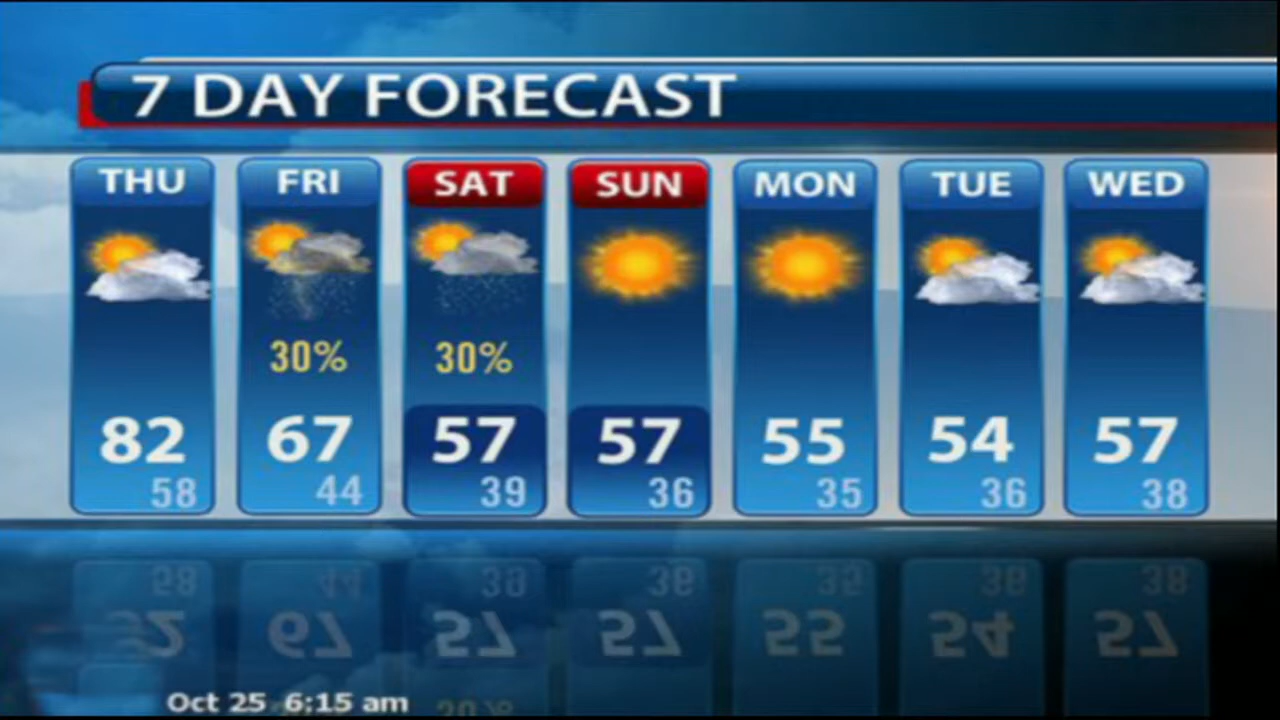 7 DAY FORECAST
THU FRI SAT SUN MON TUE WED
30% 30%
82 67 57 57 55 54 57
58 44 39 36 35 36 38
Oct 25 6:15 am